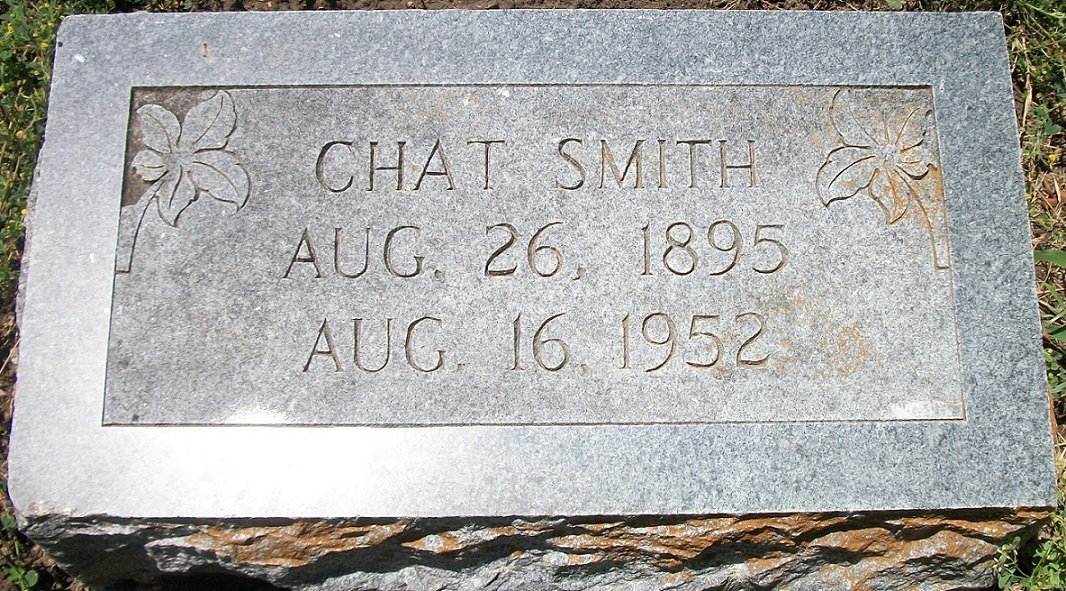 CHAT SMITH
AUG. 26, 1895
AUG. 16, 1952